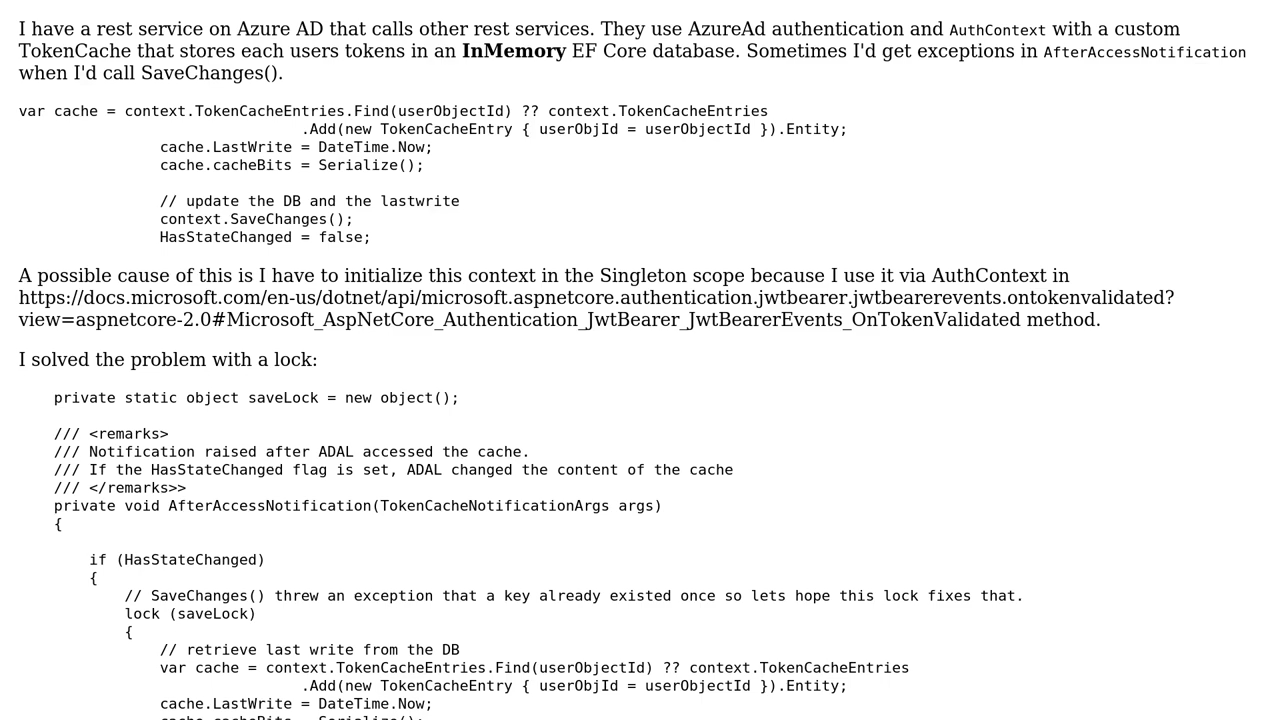 I have a rest service on Azure AD that calls other rest services. They use AzureAd authentication and AuthContext with a custom
TokenCache that stores each users tokens in an InMemory EF Core database. Sometimes I'd get exceptions in AfterAccessNotification
when I'd call SaveChanges().
var cache = context.TokenCacheEntries.Find(userObjectId) ?? context.TokenCacheEntries
.Add(new TokenCacheEntry { userObjId = userObjectId }).Entity;
cache.LastWrite = DateTime.Now;
cache.cacheBits = Serialize();
// update the DB and the lastwrite
context.SaveChanges();
HasStateChanged = false;
A possible cause of this is I have to initialize this context in the Singleton scope because I use it via AuthContext in
https://docs.microsoft.com/en-us/dotnet/api/microsoft.aspnetcore.authentication.jwtbearer.jwtbearerevents.ontokenvalidated?
view=aspnetcore-2.0#Microsoft_AspNetCore_Authentication_JwtBearer_JwtBearerEvents_OnTokenValidated method.
I solved the problem with a lock:
private static object saveLock = new object();
/// <remarks>
/// Notification raised after ADAL accessed the cache.
/// If the HasStateChanged flag is set, ADAL changed the content of the cache
/// </remarks>>
private void AfterAccessNotification(TokenCacheNotificationArgs args)
{
if (HasStateChanged)
{
// SaveChanges() threw an exception that a key already existed once so lets hope this lock fixes that.
lock (saveLock)
{
// retrieve last write from the DB
var cache = context.TokenCacheEntries.Find(userObjectId) ?? context.TokenCacheEntries
.Add(new TokenCacheEntry { userObjId = userObjectId }).Entity;
cache.LastWrite = DateTime.Now;
cache.cacheBits = Serialize();